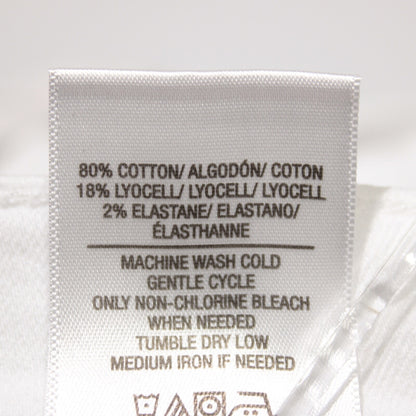 80% COTTON/ ALGODÓN/ COTON
18% LYOCELL/ LYOCELL/ LYOCELL
2% ELASTANE/ ELASTANO/
ÉLASTHANNE
MACHINE WASH COLD
GENTLE CYCLE
ONLY NON-CHLORINE BLEACH
WHEN NEEDED
TUMBLE DRY LOW
MEDIUM IRON IF NEEDED